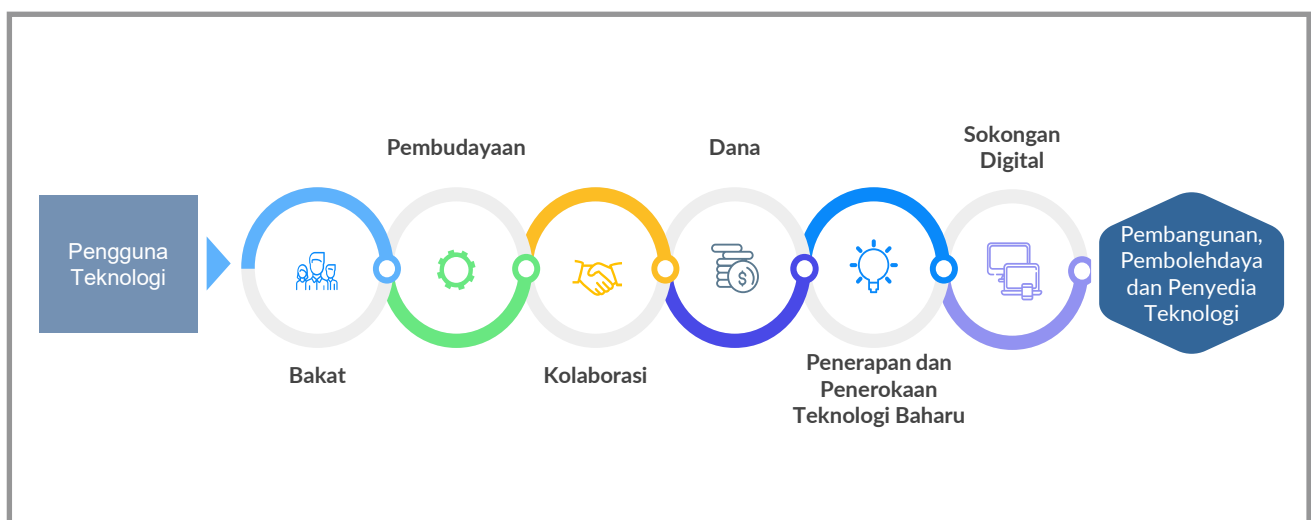 Pengguna
Teknologi
Bakat
Pembudayaan
Kolaborasi
Dana
$
Penerapan dan
Penerokaan
Teknologi Baharu
Sokongan
Digital
Pembangunan,
Pembolehdaya
dan Penyedia
Teknologi